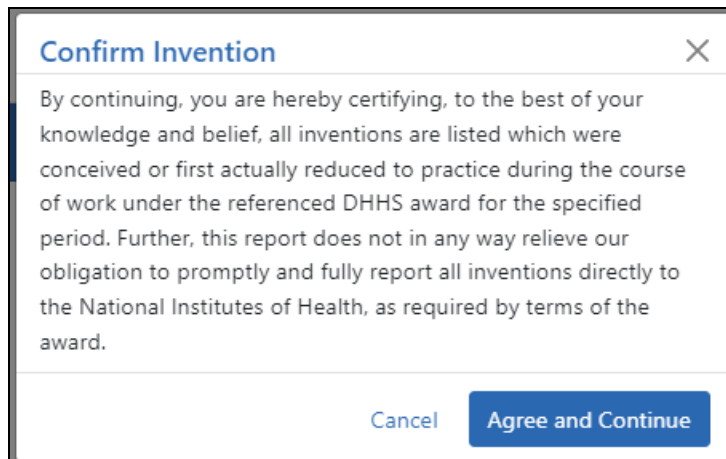 Confirm Invention
By continuing, you are hereby certifying, to the best of your
knowledge and belief, all inventions are listed which were
conceived or first actually reduced to practice during the course
of work under the referenced DHHS award for the specified
period. Further, this report does not in any way relieve our
obligation to promptly and fully report all inventions directly to
the National Institutes of Health, as required by terms of the
award.
Cancel Agree and Continue